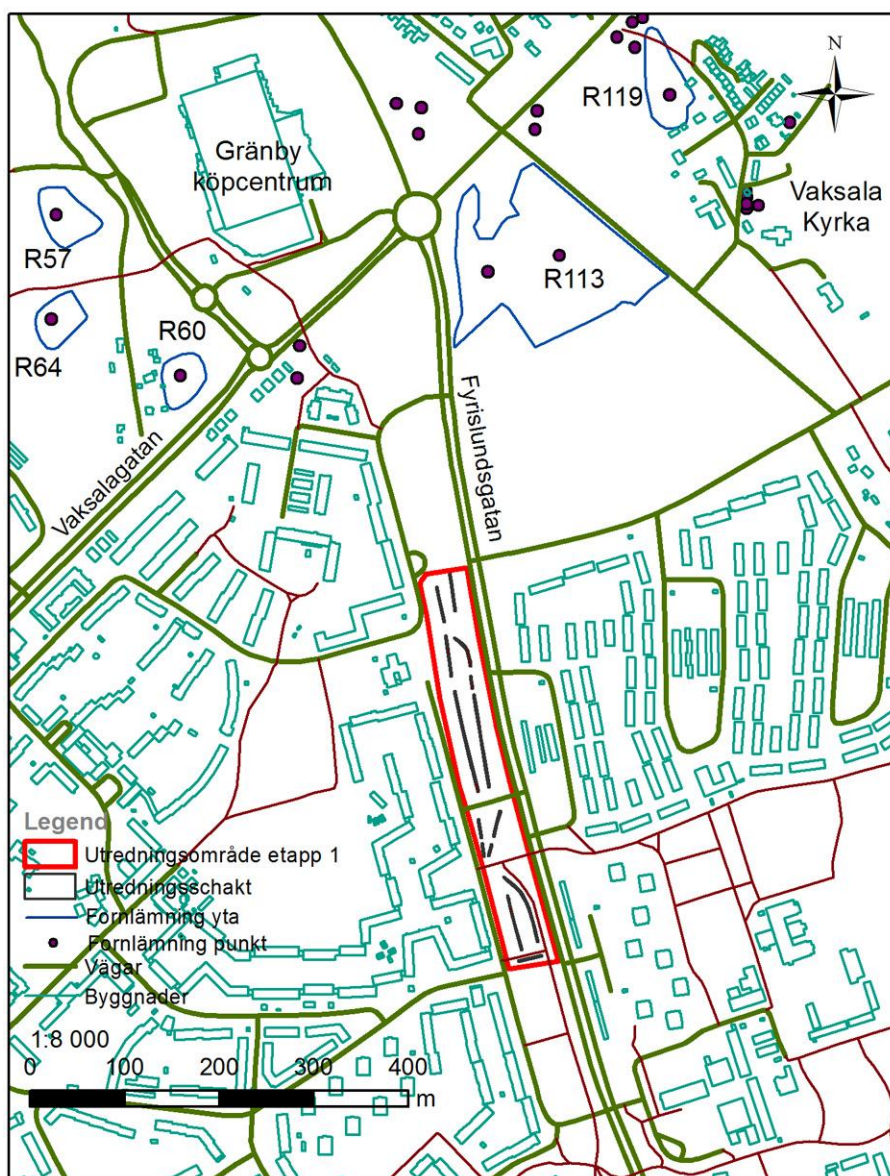 N
R119
Gränby
köpcentrum
Vaksala
Kyrka
R57
R113
R60
R64
Fyrislundsgatan
Vaksalagatan
Legend
Utredningsområde etapp 1
Utredningsschakt
Fornlämning yta
Fornlämning punkt
Vägar
Byggnader
1:8 000
0 100 200 300 400
m